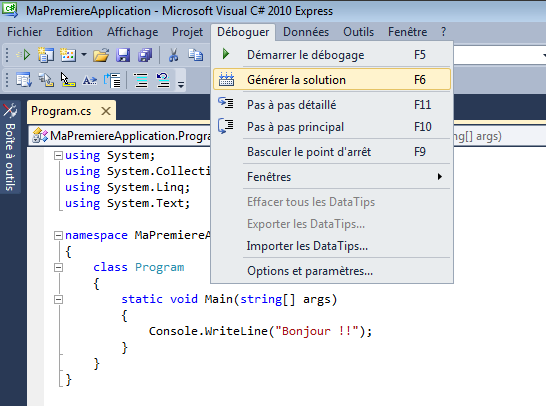 MaPremiereApplication - Microsoft Visual C# 2010 Express
Fichier Edition Affichage Projet Déboguer Données Outils Fenêtre ?
Démarrer le débogage F5
Générer la solution F6
Pas à pas détaillé F11
Pas à pas principal F10
Basculer le point d'arrêt F9
Fenêtres
Effacer tous les DataTips
Exporter les DataTips...
Importer les DataTips...
Options et paramètres...
Boîte à outils
Program.cs
MaPremiereApplication.Progra
ng[] args)
using System;
using System.Collecti
using System.Linq;
using System.Text;
namespace MaPremiereA
{
class Program
{
static void Main(string[] args)
{
Console.WriteLine("Bonjour !!");
}
}
}